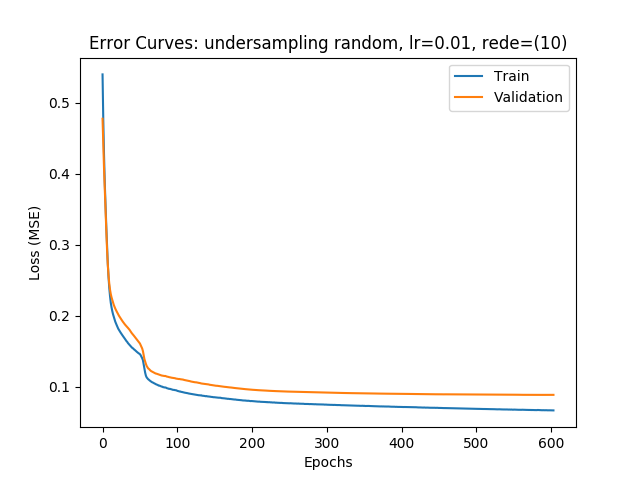 Error Curves: undersampling random, lr=0.01, rede=(10)
Train
Validation
0.5
0.4
0.3
0.2
0.1
Loss (MSE)
0 100 200 300 400 500 600
Epochs